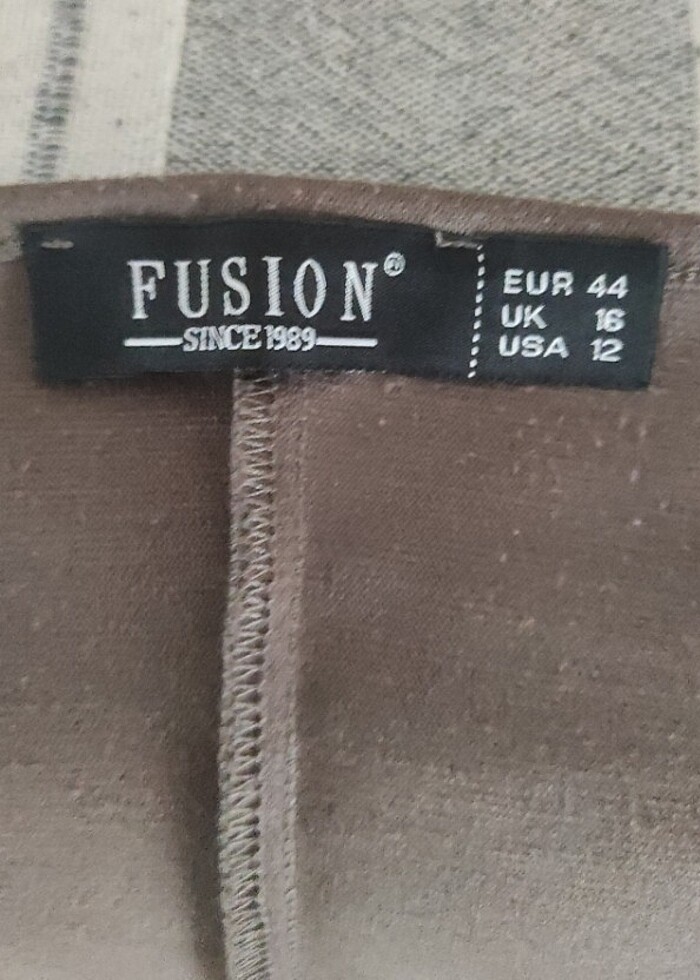 FUSION®
SINCE 1989
EUR 44
UK 16
USA 12